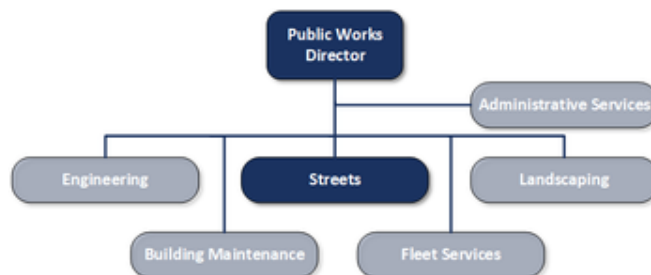 Public Works
Director
Administrative Services
Engineering
Streets
Landscaping
Building Maintenance
Fleet Services